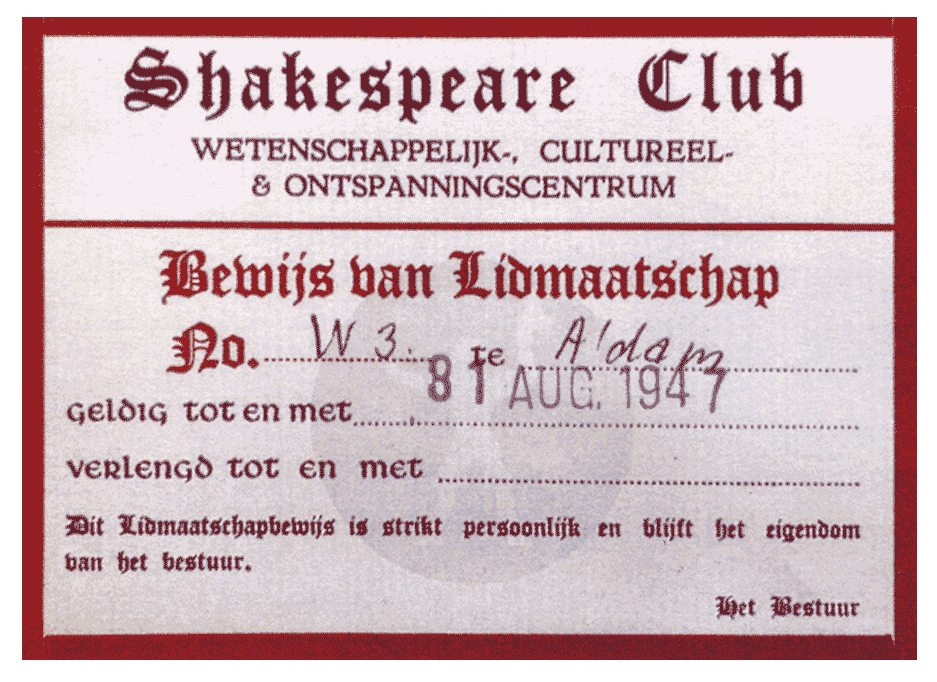 Shakespeare Club
WETENSCHAPPELIJK-, CULTUREEL-
& ONTSPANNINGSCENTRUM
Bewijs van Lidmaatschap
No. W 3. te A'dam
geldig tot en met 31 AUG. 1947
verlengd tot en met
Dit Lidmaatschapbewijs is strikt persoonlijk en blijft het eigendom
van het bestuur.
Het Bestuur